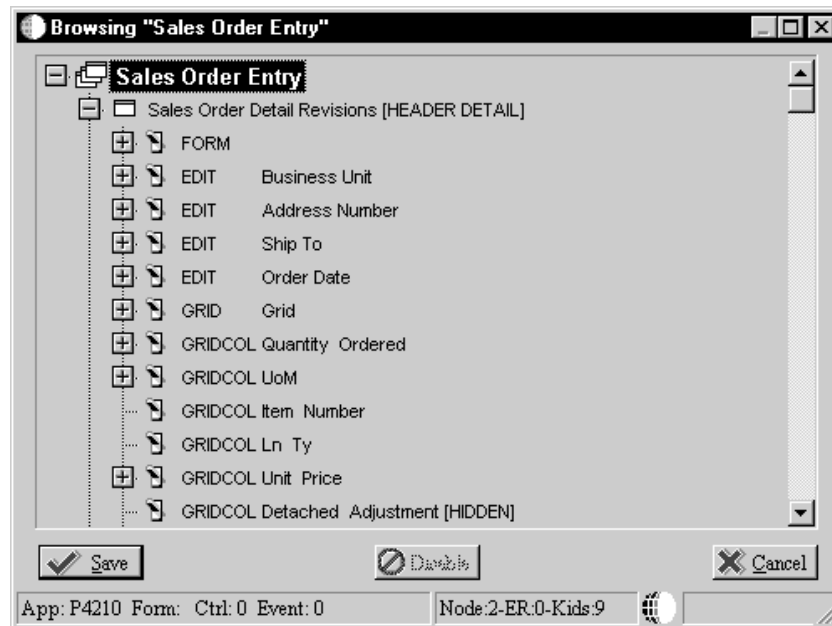 Browsing "Sales Order Entry"
Sales Order Entry
Sales Order Detail Revisions [HEADER DETAIL]
FORM
EDIT Business Unit
EDIT Address Number
EDIT Ship To
EDIT Order Date
GRID Grid
GRIDCOL Quantity Ordered
GRIDCOL UoM
GRIDCOL Item Number
GRIDCOL Ln Ty
GRIDCOL Unit Price
GRIDCOL Detached Adjustment [HIDDEN]
Save Disable Cancel
App: P4210 Form: Ctrl: 0 Event: 0 Node:2-ER:0-Kids:9